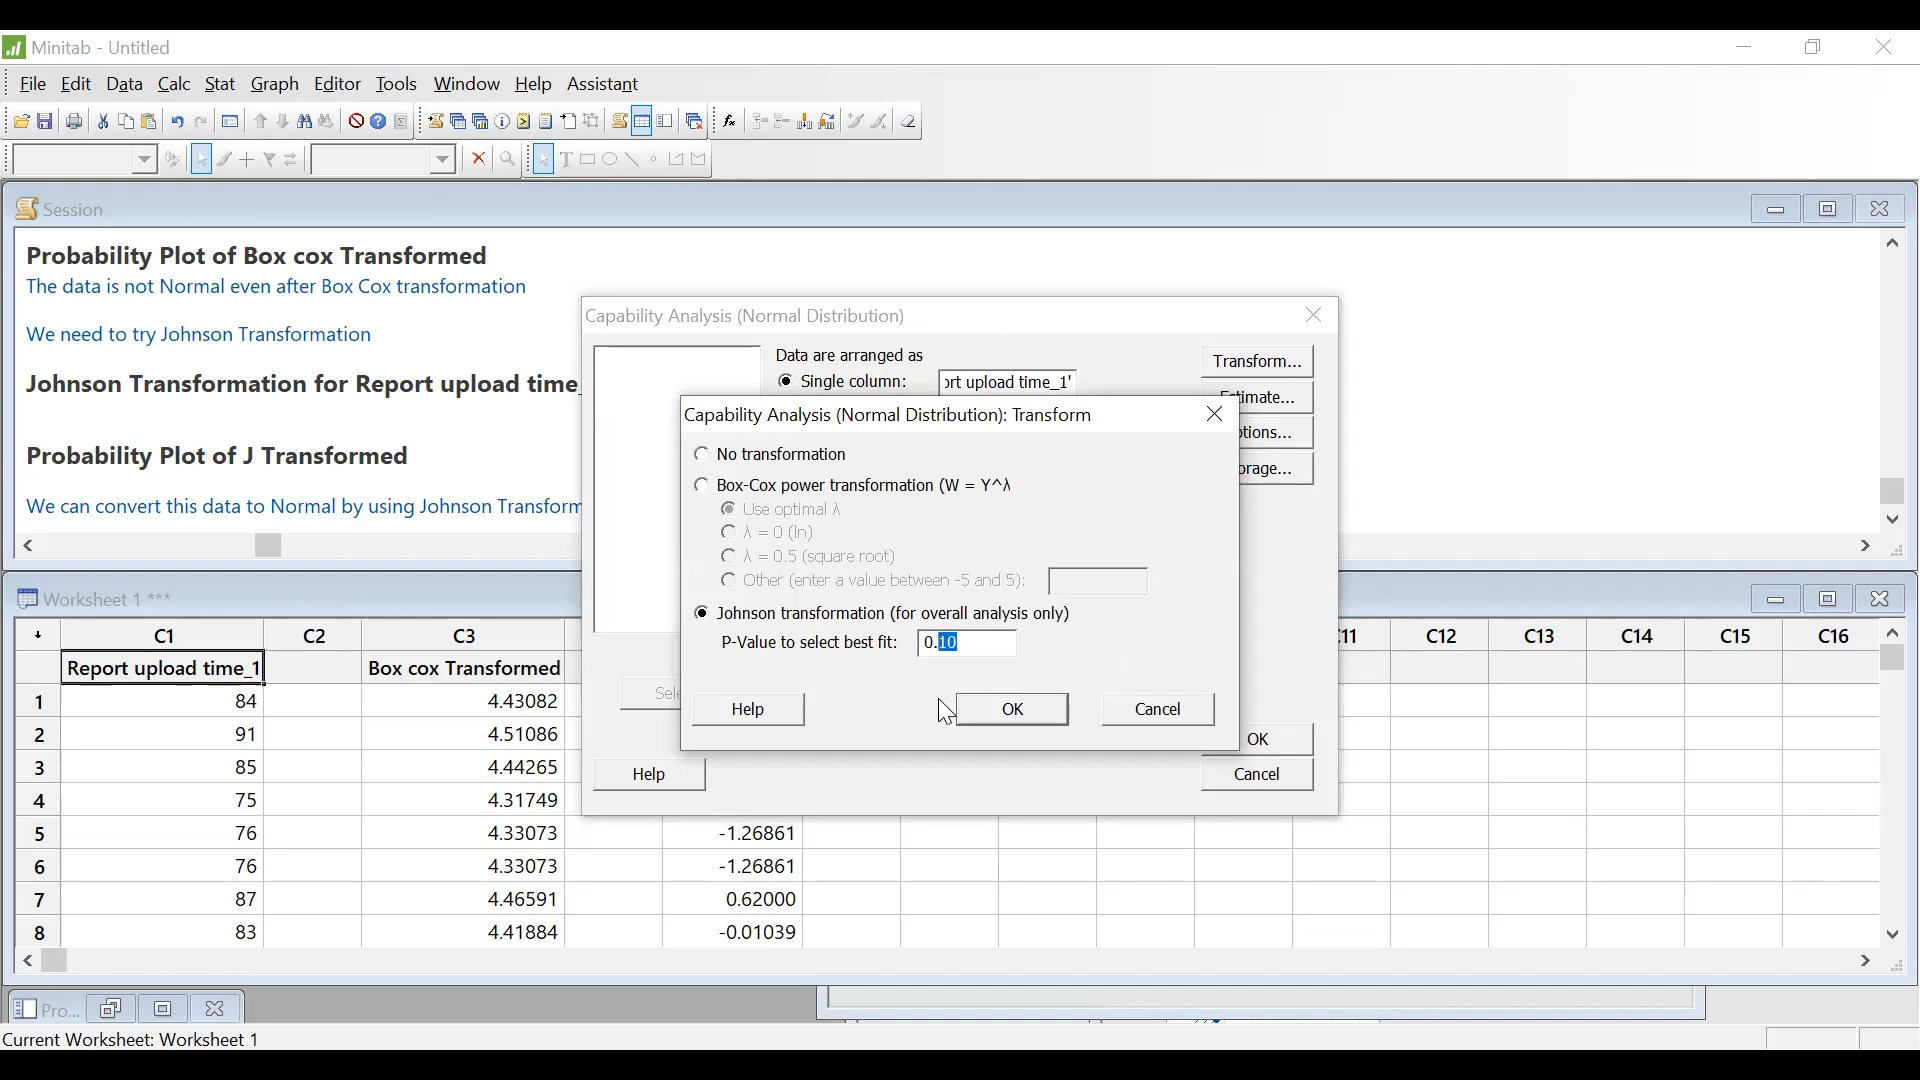 Minitab - Untitled
File Edit Data Calc Stat Graph Editor Tools Window Help Assistant
Session
Probability Plot of Box cox Transformed
The data is not Normal even after Box Cox transformation
We need to try Johnson Transformation
Johnson Transformation for Report upload time_
Probability Plot of J Transformed
We can convert this data to Normal by using Johnson Transform
Capability Analysis (Normal Distribution)
Data are arranged as
Single column: ort upload time_1'
Transform...
Estimate...
ptions...
orage...
Sele
Help
OK
Cancel
Capability Analysis (Normal Distribution): Transform
No transformation
Box-Cox power transformation (W = Y^λ
Use optimal λ
λ = 0 (ln)
λ = 0.5 (square root)
Other (enter a value between -5 and 5):
Johnson transformation (for overall analysis only)
P-Value to select best fit: 0.10
Help OK Cancel
Worksheet 1 ***
C1 C2 C3 11 C12 C13 C14 C15 C16
Report upload time_1 Box cox Transformed
1 84 4.43082
2 91 4.51086
3 85 4.44265
4 75 4.31749
5 76 4.33073 -1.26861
6 76 4.33073 -1.26861
7 87 4.46591 0.62000
8 83 4.41884 -0.01039
Pro...
Current Worksheet: Worksheet 1